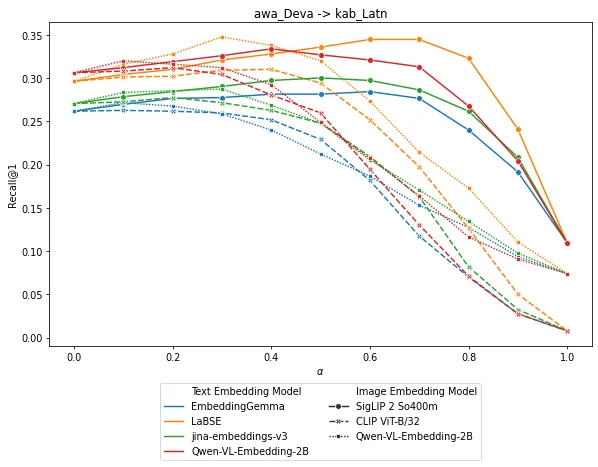 awa_Deva -> kab_Latn
0.35
0.30
0.25
0.20
0.15
0.10
0.05
0.00
Recall@1
0.0 0.2 0.4 0.6 0.8 1.0
α
Text Embedding Model Image Embedding Model
EmbeddingGemma SigLIP 2 So400m
LaBSE CLIP ViT-B/32
jina-embeddings-v3 Qwen-VL-Embedding-2B
Qwen-VL-Embedding-2B